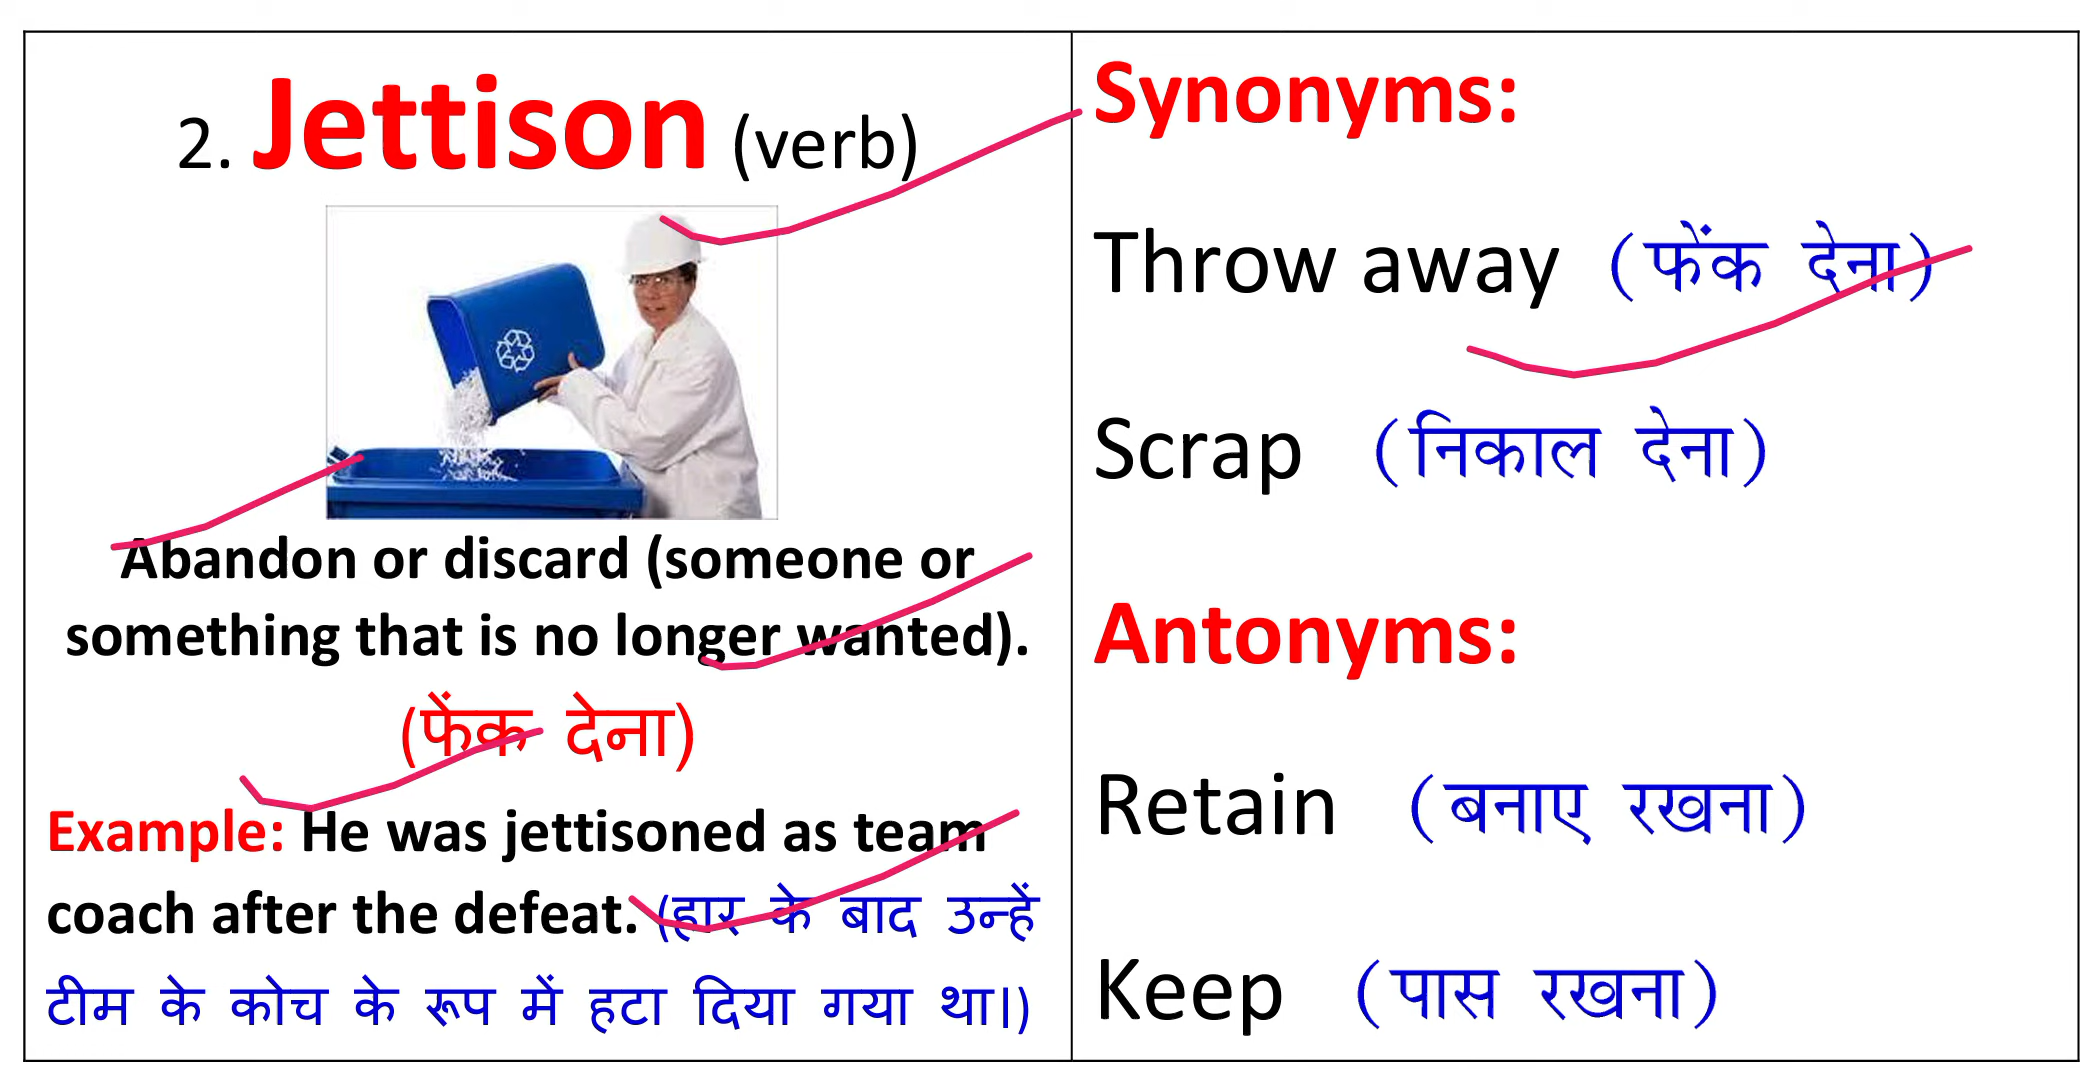 2. Jettison (verb)
Abandon or discard (someone or
something that is no longer wanted).
(फेंक देना)
Example: He was jettisoned as team
coach after the defeat. (हार के बाद उन्हें
टीम के कोच के रूप में हटा दिया गया था।)
Synonyms:
Throw away (फेंक देना)
Scrap (निकाल देना)
Antonyms:
Retain (बनाए रखना)
Keep (पास रखना)